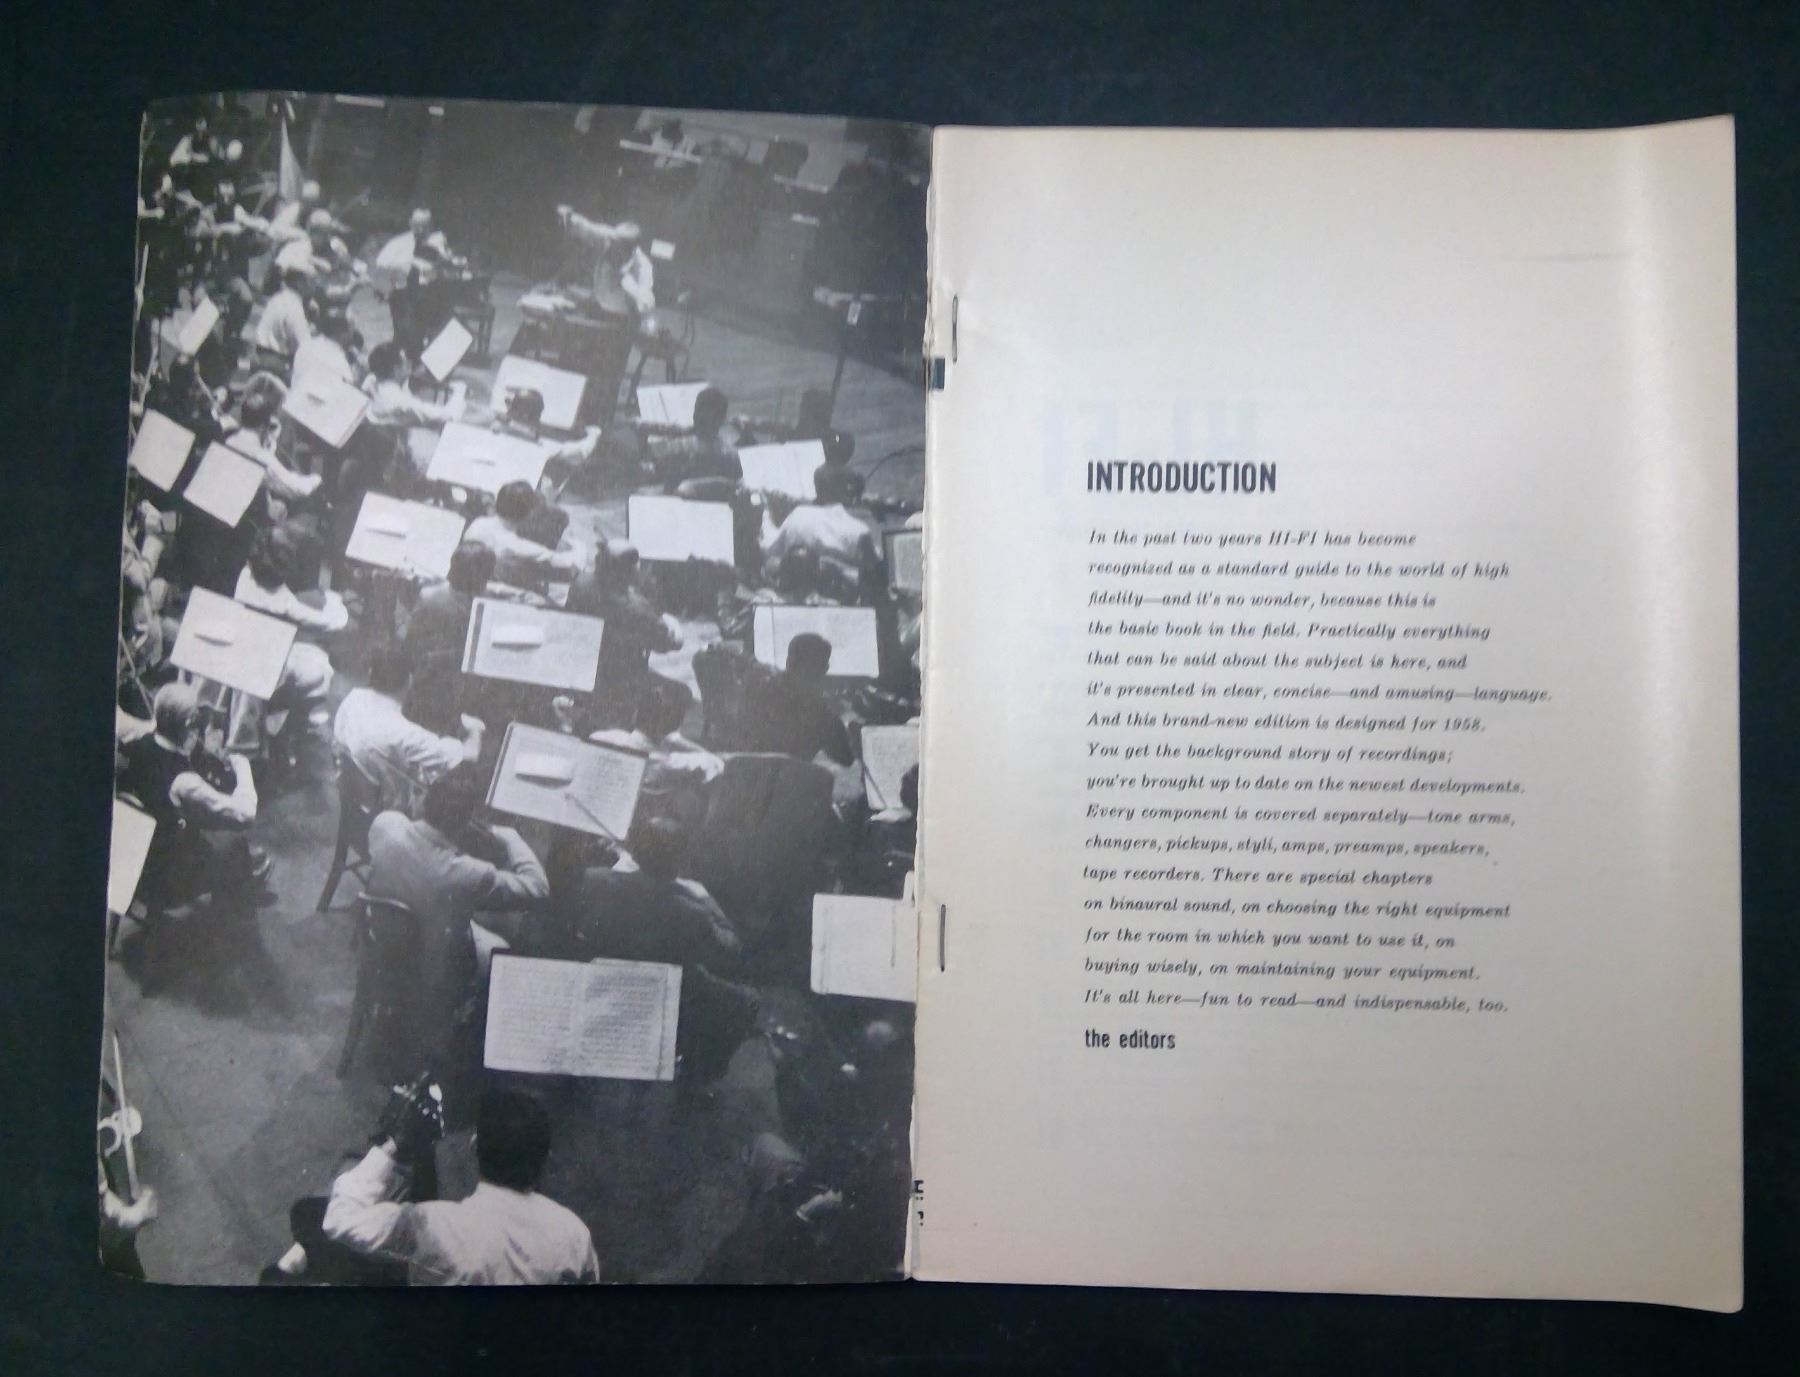 INTRODUCTION
In the past two years HI-FI has become
recognized as a standard guide to the world of high
fidelity—and it's no wonder, because this is
the basic book in the field. Practically everything
that can be said about the subject is here, and
it's presented in clear, concise—and amusing—language.
And this brand-new edition is designed for 1958.
You get the background story of recordings;
you're brought up to date on the newest developments.
Every component is covered separately—tone arms,
changers, pickups, styli, amps, preamps, speakers,
tape recorders. There are special chapters
on binaural sound, on choosing the right equipment
for the room in which you want to use it, on
buying wisely, on maintaining your equipment.
It's all here—fun to read—and indispensable, too.
the editors